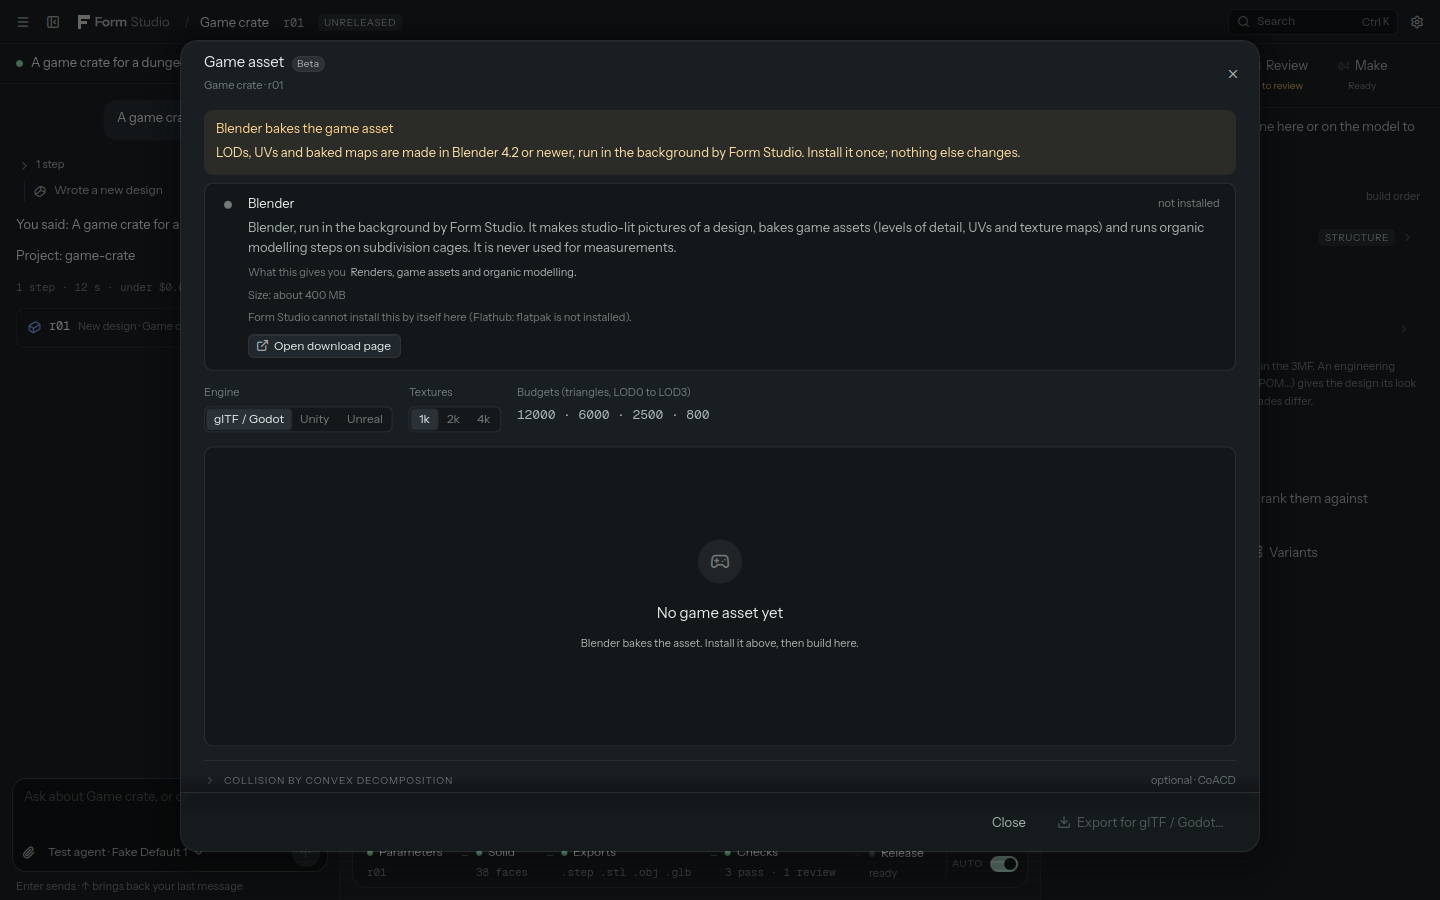 Form Studio / Game crate r01 UNRELEASED
Search Ctrl K
A game crate for a dunge
Review
to review
04 Make
Ready
Game asset Beta
Game crate · r01
Blender bakes the game asset
LODs, UVs and baked maps are made in Blender 4.2 or newer, run in the background by Form Studio. Install it once; nothing else changes.
Blender
not installed
Blender, run in the background by Form Studio. It makes studio-lit pictures of a design, bakes game assets (levels of detail, UVs and texture maps) and runs organic
modelling steps on subdivision cages. It is never used for measurements.
What this gives you Renders, game assets and organic modelling.
Size: about 400 MB
Form Studio cannot install this by itself here (Flathub: flatpak is not installed).
Open download page
Engine
glTF / Godot Unity Unreal
Textures
1k 2k 4k
Budgets (triangles, LOD0 to LOD3)
12000 · 6000 · 2500 · 800
No game asset yet
Blender bakes the asset. Install it above, then build here.
COLLISION BY CONVEX DECOMPOSITION
optional · CoACD
Close
Export for glTF / Godot...
A game cra
1 step
Wrote a new design
You said: A game crate for a
Project: game-crate
1 step · 12 s · under $0.
r01 New design · Game
Ask about Game crate, or
Test agent · Fake Default 1
Enter sends · ↑ brings back your last message
ne here or on the model to
build order
STRUCTURE
in the 3MF. An engineering
POM...) gives the design its look
ades differ.
rank them against
Variants
Parameters
r01
Solid
38 faces
Exports
.step .stl .obj .glb
Checks
3 pass · 1 review
Release
ready
AUTO